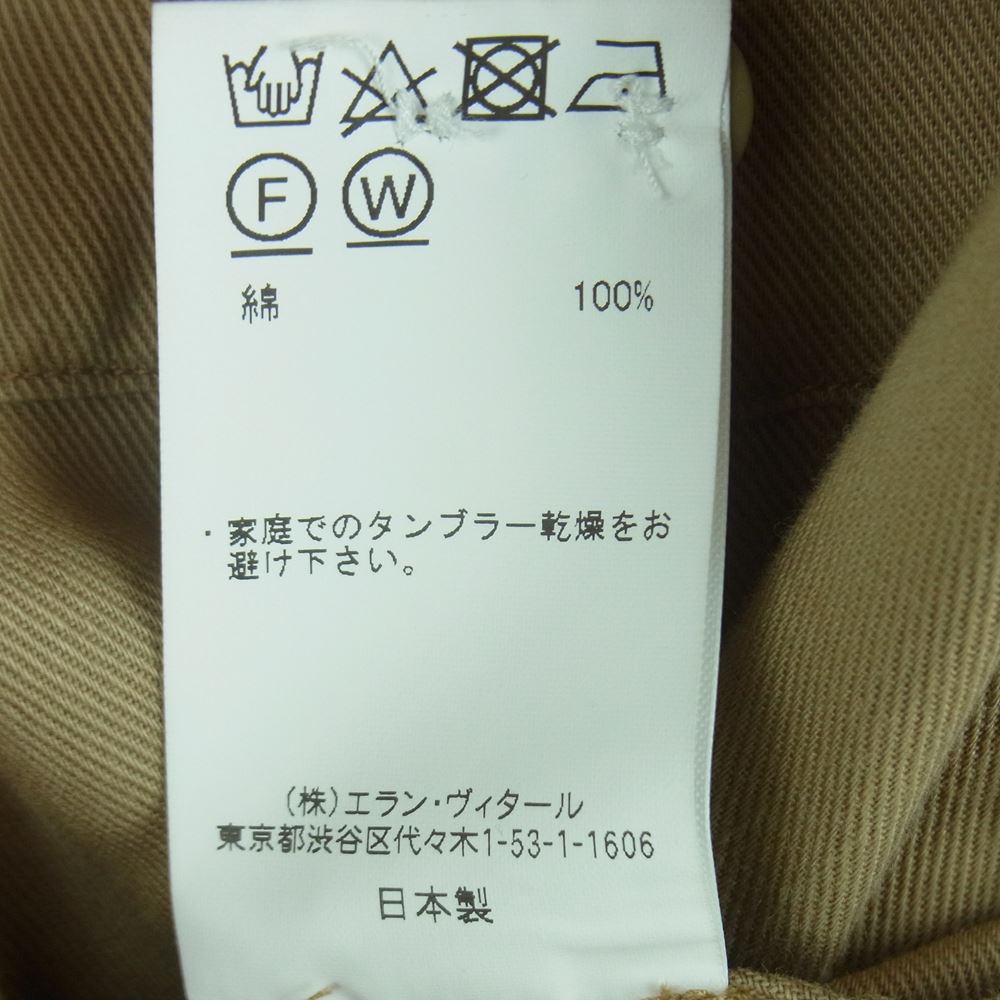 F W
綿 100%
・家庭でのタンブラー乾燥をお
避け下さい。
(株)エラン・ヴィタール
東京都渋谷区代々木1-53-1-1606
日本製